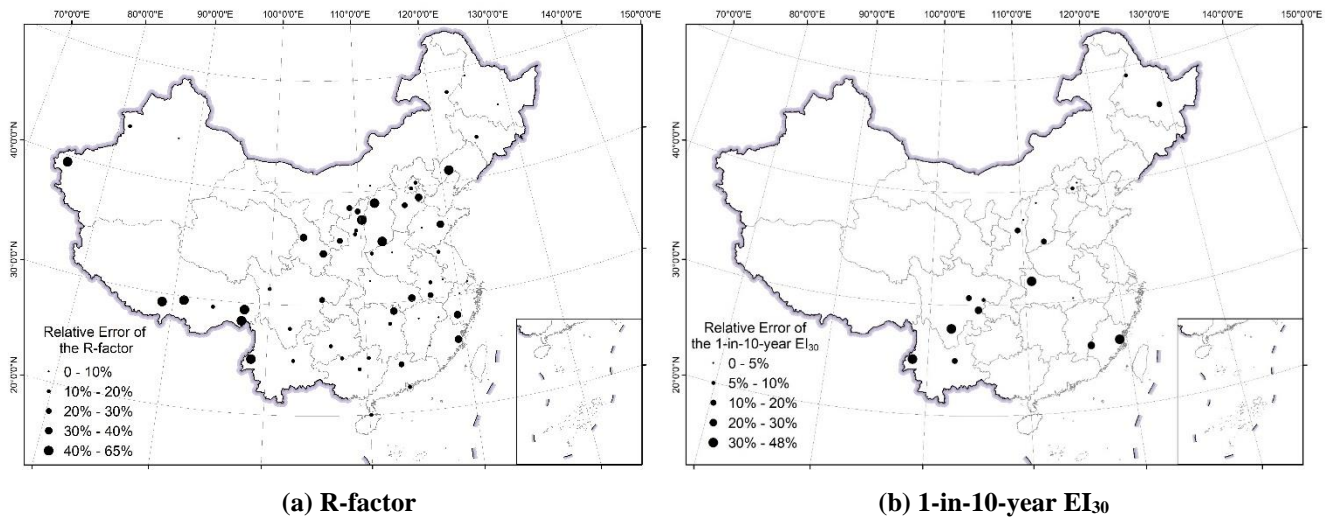 70°0'0"E 80°0'0"E 90°0'0"E 100°0'0"E 110°0'0"E 120°0'0"E 130°0'0"E 140°0'0"E 150°0'0"E
40°0'0"N
30°0'0"N
20°0'0"N
Relative Error of
the R-factor
0 - 10%
10% - 20%
20% - 30%
30% - 40%
40% - 65%
70°0'0"E 80°0'0"E 90°0'0"E 100°0'0"E 110°0'0"E 120°0'0"E 130°0'0"E 140°0'0"E 150°0'0"E
40°0'0"N
30°0'0"N
20°0'0"N
Relative Error of
the 1-in-10-year EI30
0 - 5%
5% - 10%
10% - 20%
20% - 30%
30% - 48%
(a) R-factor
(b) 1-in-10-year EI30